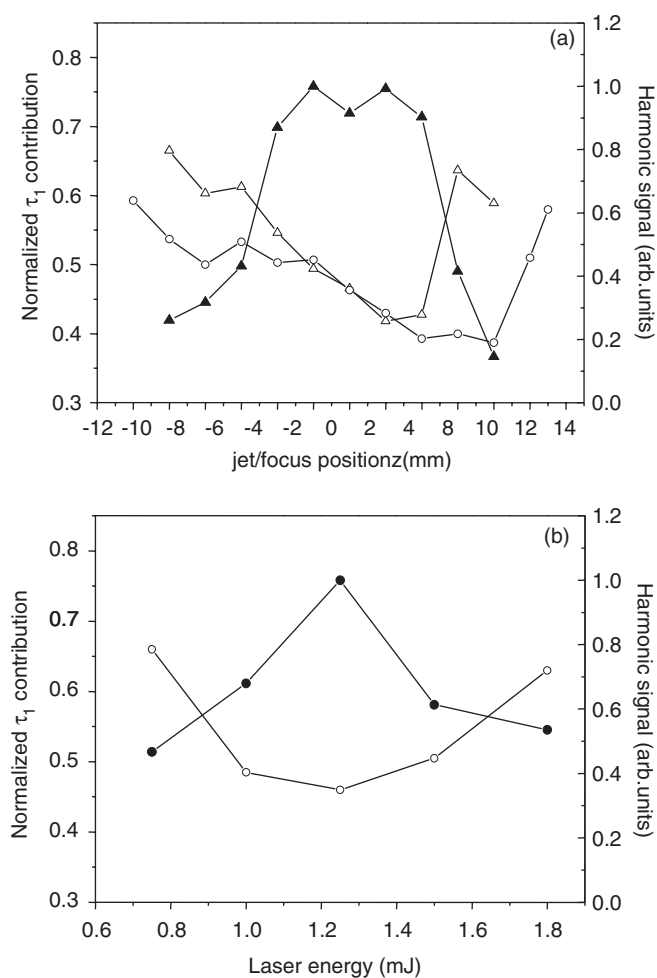 (a)
0.8
0.7
0.6
0.5
0.4
0.3
Normalized τ₁ contribution
1.2
1.0
0.8
0.6
0.4
0.2
0.0
Harmonic signal (arb.units)
-12 -10 -8 -6 -4 -2 0 2 4 6 8 10 12 14
jet/focus positionz(mm)
(b)
0.8
0.7
0.6
0.5
0.4
0.3
Normalized τ₁ contribution
1.2
1.0
0.8
0.6
0.4
0.2
0.0
Harmonic signal (arb.units)
0.6 0.8 1.0 1.2 1.4 1.6 1.8
Laser energy (mJ)